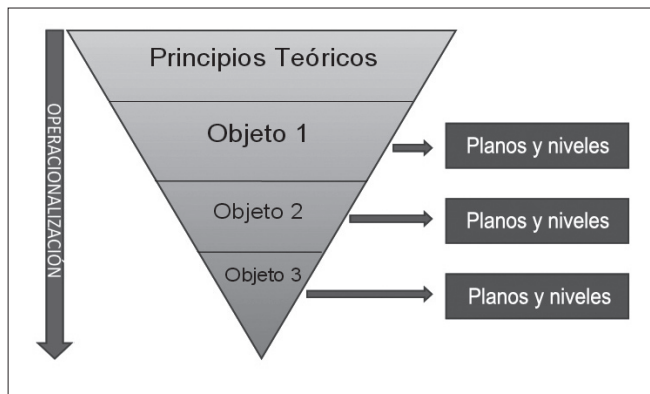 OPERACIONALIZACIÓN
Principios Teóricos
Objeto 1
Planos y niveles
Objeto 2
Planos y niveles
Objeto 3
Planos y niveles